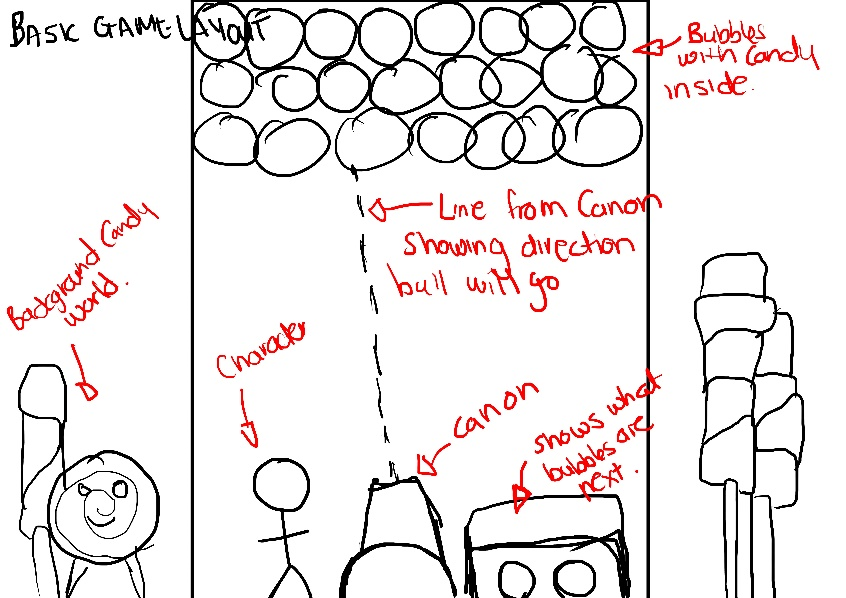 BASIC GAME LAYOUT
Bubbles
with Candy
inside.
Line from Canon
showing direction
ball will go
Background Candy
world.
Character
canon
shows what
bubbles are
next.